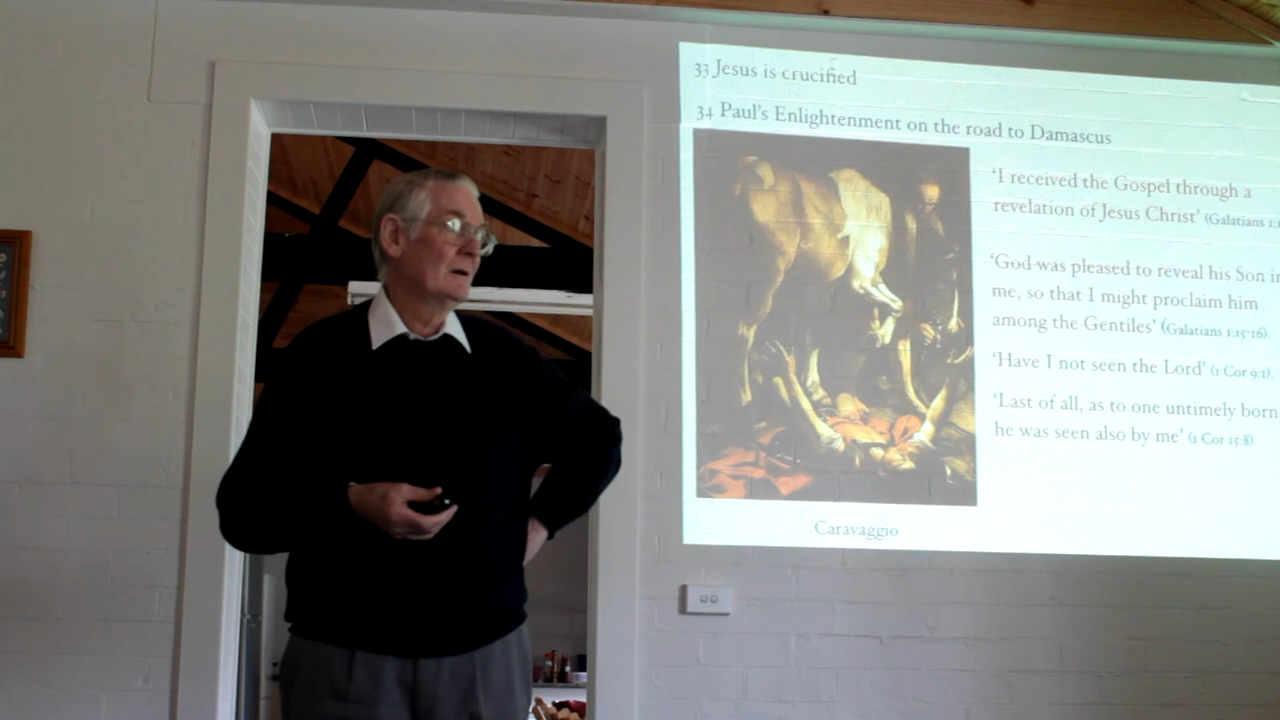 33 Jesus is crucified
34 Paul's Enlightenment on the road to Damascus
'I received the Gospel through a
revelation of Jesus Christ' (Galatians
'God was pleased to reveal his Son in
me, so that I might proclaim him
among the Gentiles' (Galatians 1:15-16).
'Have I not seen the Lord' (1 Cor 9:1).
'Last of all, as to one untimely born
he was seen also by me' (1 Cor 15:8).
Caravaggio